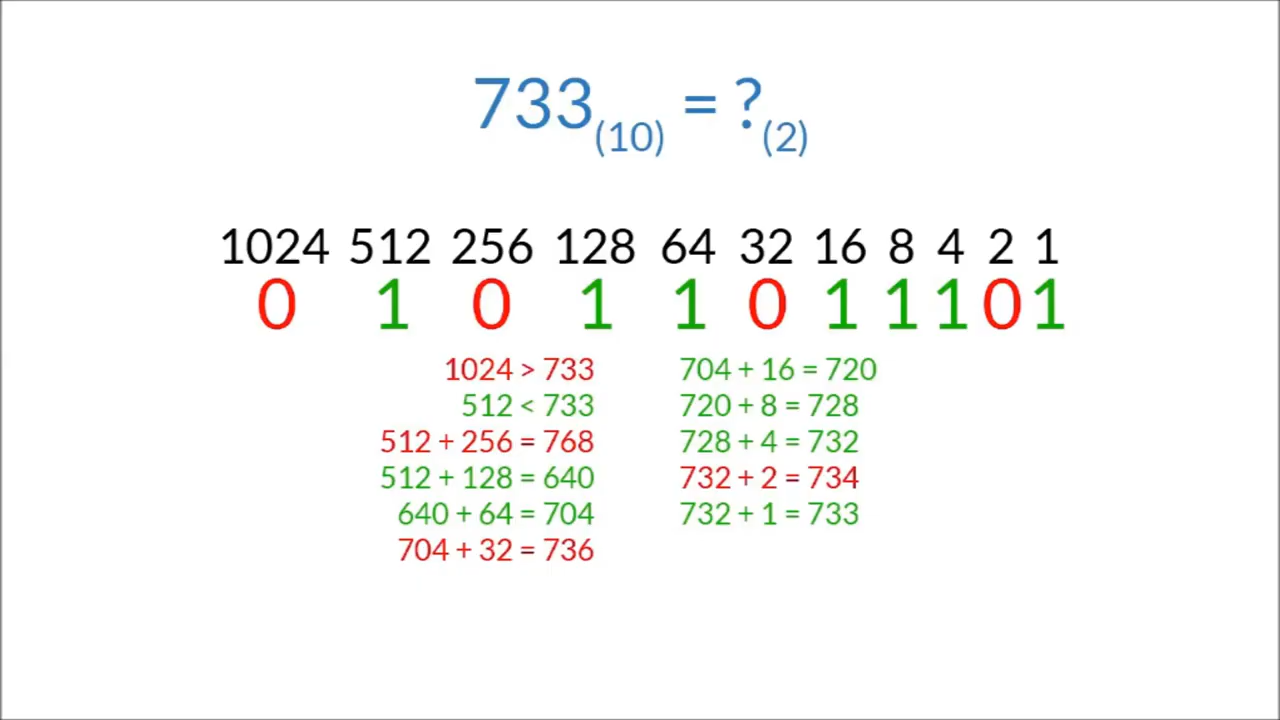 733(10) = ?(2)
1024 512 256 128 64 32 16 8 4 2 1
0 1 0 1 1 0 1 1 1 0 1
1024 > 733
512 < 733
512 + 256 = 768
512 + 128 = 640
640 + 64 = 704
704 + 32 = 736
704 + 16 = 720
720 + 8 = 728
728 + 4 = 732
732 + 2 = 734
732 + 1 = 733